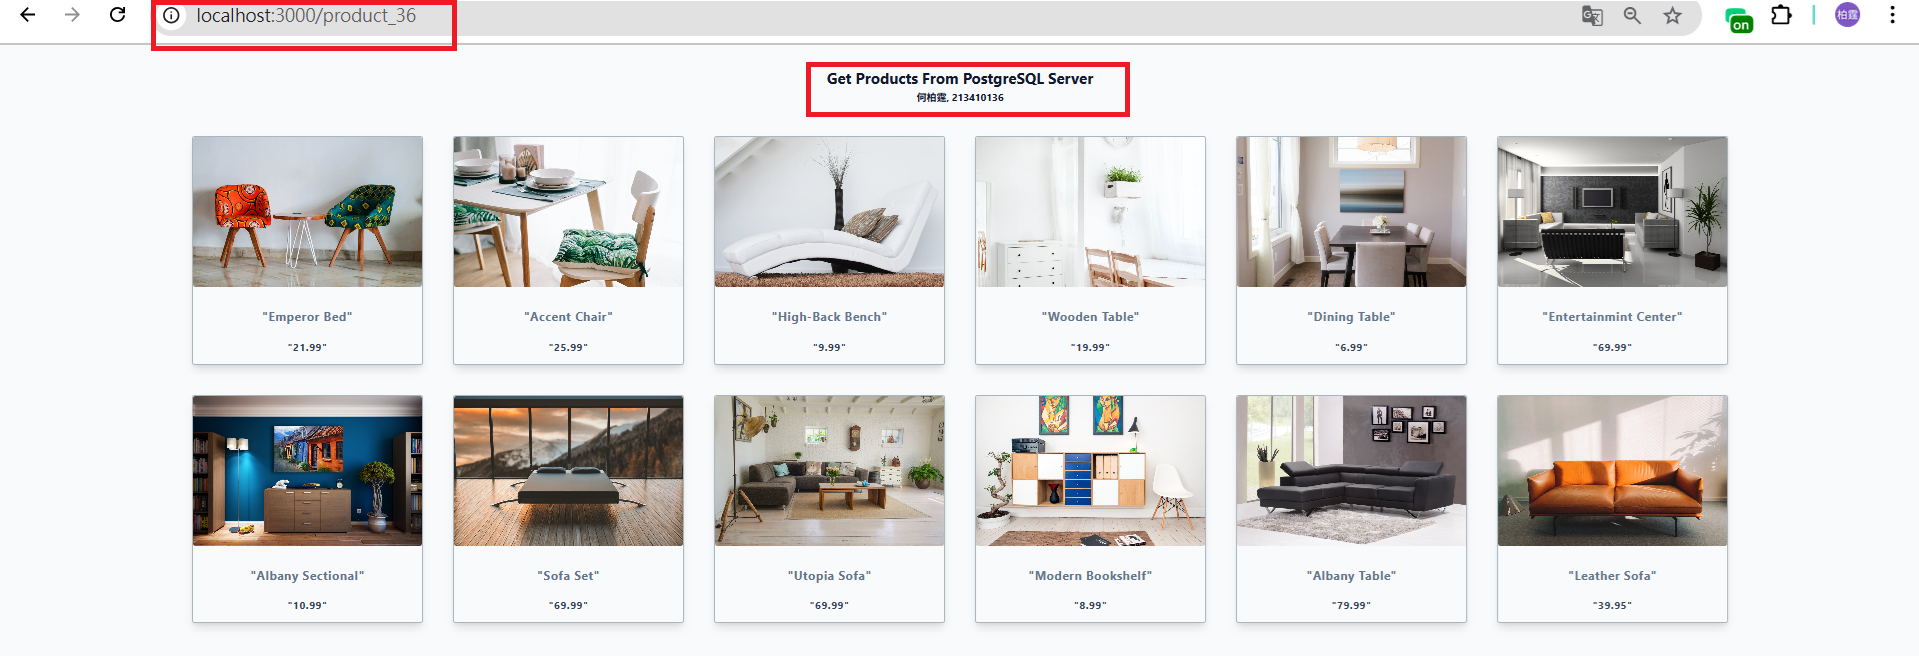 localhost:3000/product_36
on
柏霆
Get Products From PostgreSQL Server
何柏霆, 213410136
"Emperor Bed"
"21.99"
"Accent Chair"
"25.99"
"High-Back Bench"
"9.99"
"Wooden Table"
"19.99"
"Dining Table"
"6.99"
"Entertainmint Center"
"69.99"
"Albany Sectional"
"10.99"
"Sofa Set"
"69.99"
"Utopia Sofa"
"69.99"
"Modern Bookshelf"
"8.99"
"Albany Table"
"79.99"
"Leather Sofa"
"39.95"